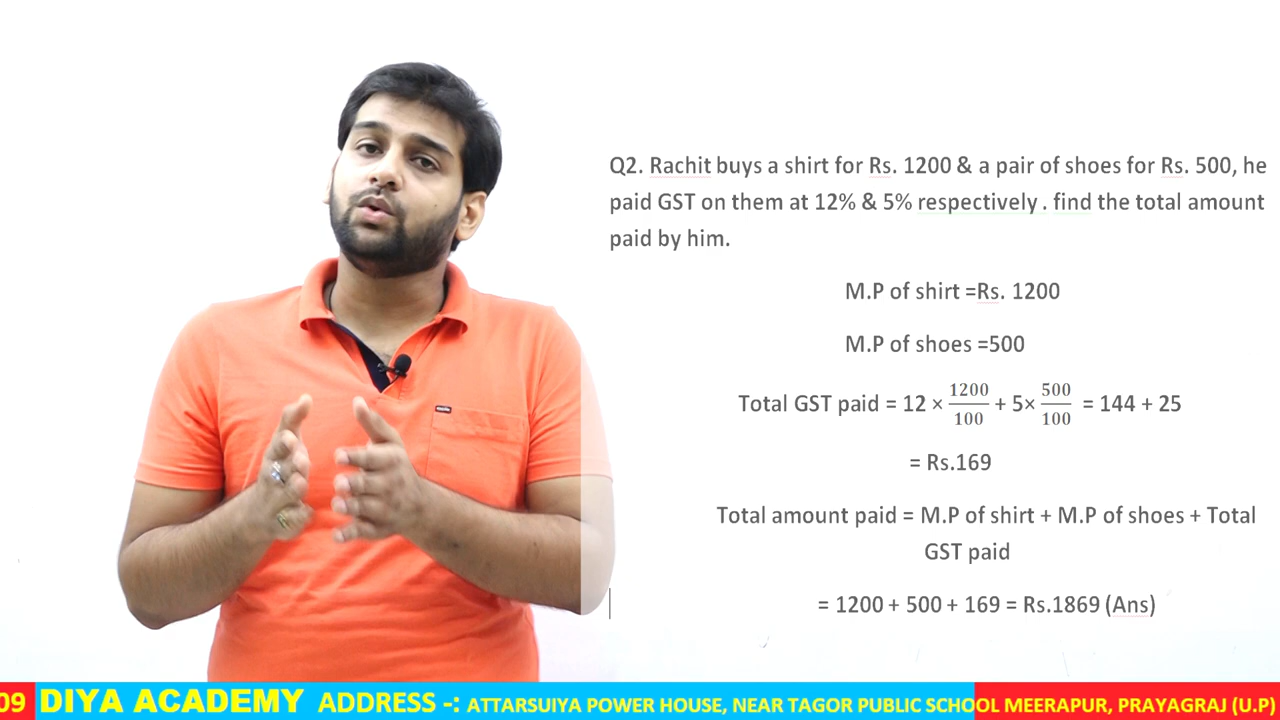 Q2. Rachit buys a shirt for Rs. 1200 & a pair of shoes for Rs. 500, he
paid GST on them at 12% & 5% respectively . find the total amount
paid by him.
M.P of shirt =Rs. 1200
M.P of shoes =500
Total GST paid = 12 × 1200/100 + 5× 500/100 = 144 + 25
= Rs.169
Total amount paid = M.P of shirt + M.P of shoes + Total
GST paid
= 1200 + 500 + 169 = Rs.1869 (Ans)
09 DIYA ACADEMY ADDRESS -: ATTARSUIYA POWER HOUSE, NEAR TAGOR PUBLIC SCHOOL MEERAPUR, PRAYAGRAJ (U.P)